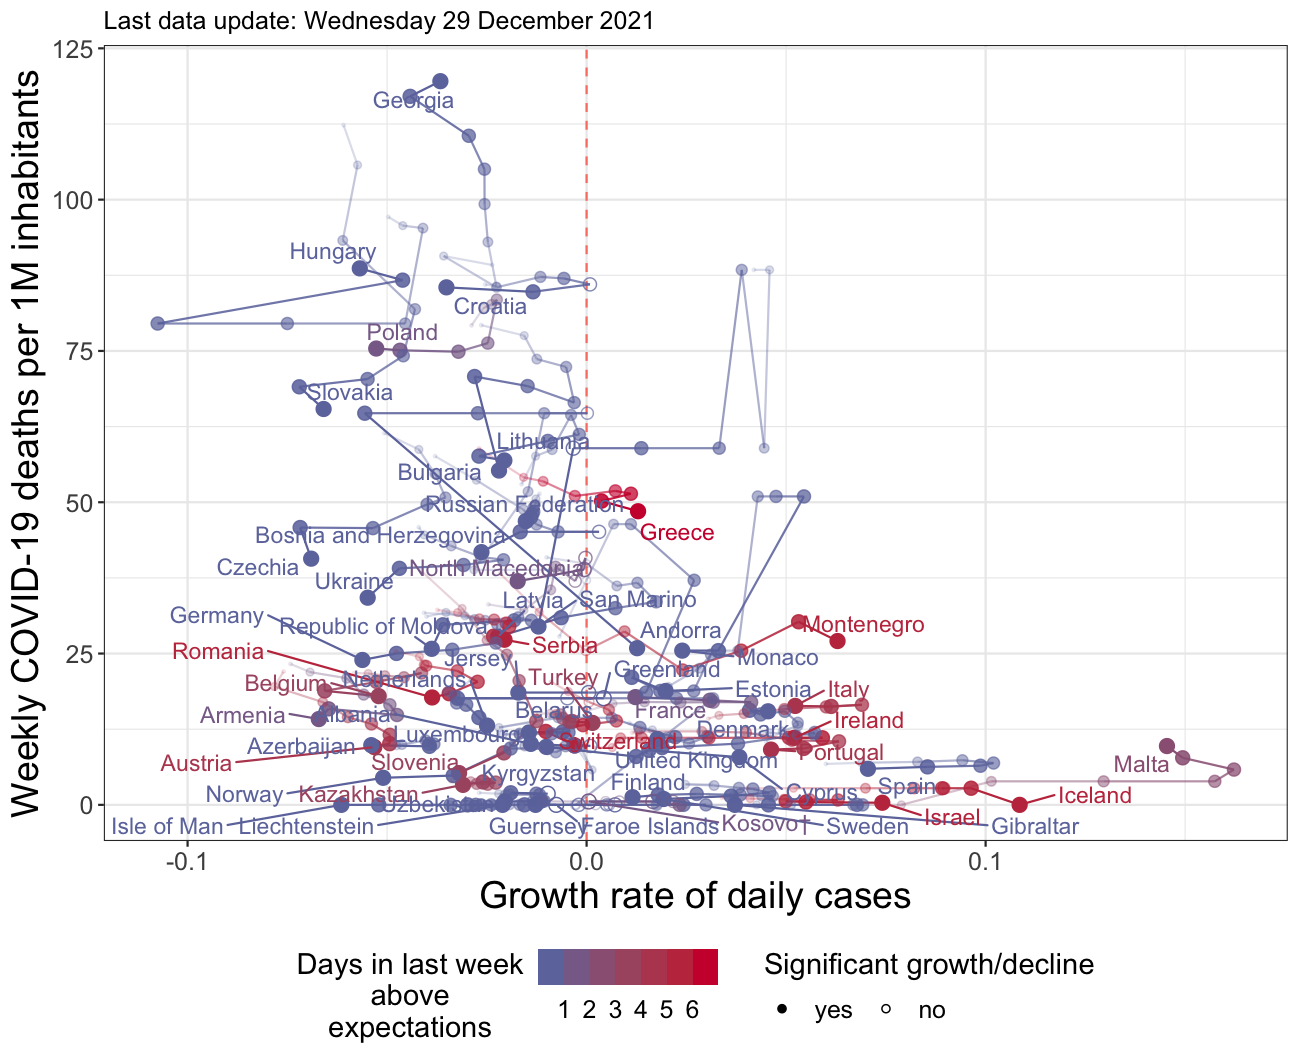 Last data update: Wednesday 29 December 2021
Weekly COVID-19 deaths per 1M inhabitants
125
100
75
50
25
0
Georgia
Hungary
Croatia
Poland
Slovakia
Lithuania
Bulgaria
Russian Federation
Greece
Bosnia and Herzegovina
Czechia
North Macedonia
Ukraine
Latvia
San Marino
Germany
Republic of Moldova
Andorra
Montenegro
Romania
Serbia
Jersey
Monaco
Greenland
Turkey
Belgium
Netherlands
Estonia
Italy
Armenia
Albania
Belarus
France
Ireland
Luxembourg
Denmark
Azerbaijan
Switzerland
Portugal
Austria
Slovenia
United Kingdom
Malta
Kyrgyzstan
Finland
Spain
Norway
Kazakhstan
Cyprus
Iceland
Uzbekistan
Israel
Isle of Man
Liechtenstein
Guernsey
Faroe Islands
Kosovo†
Sweden
Gibraltar
-0.1
0.0
0.1
Growth rate of daily cases
Days in last week
above
expectations
1 2 3 4 5 6
Significant growth/decline
yes
no